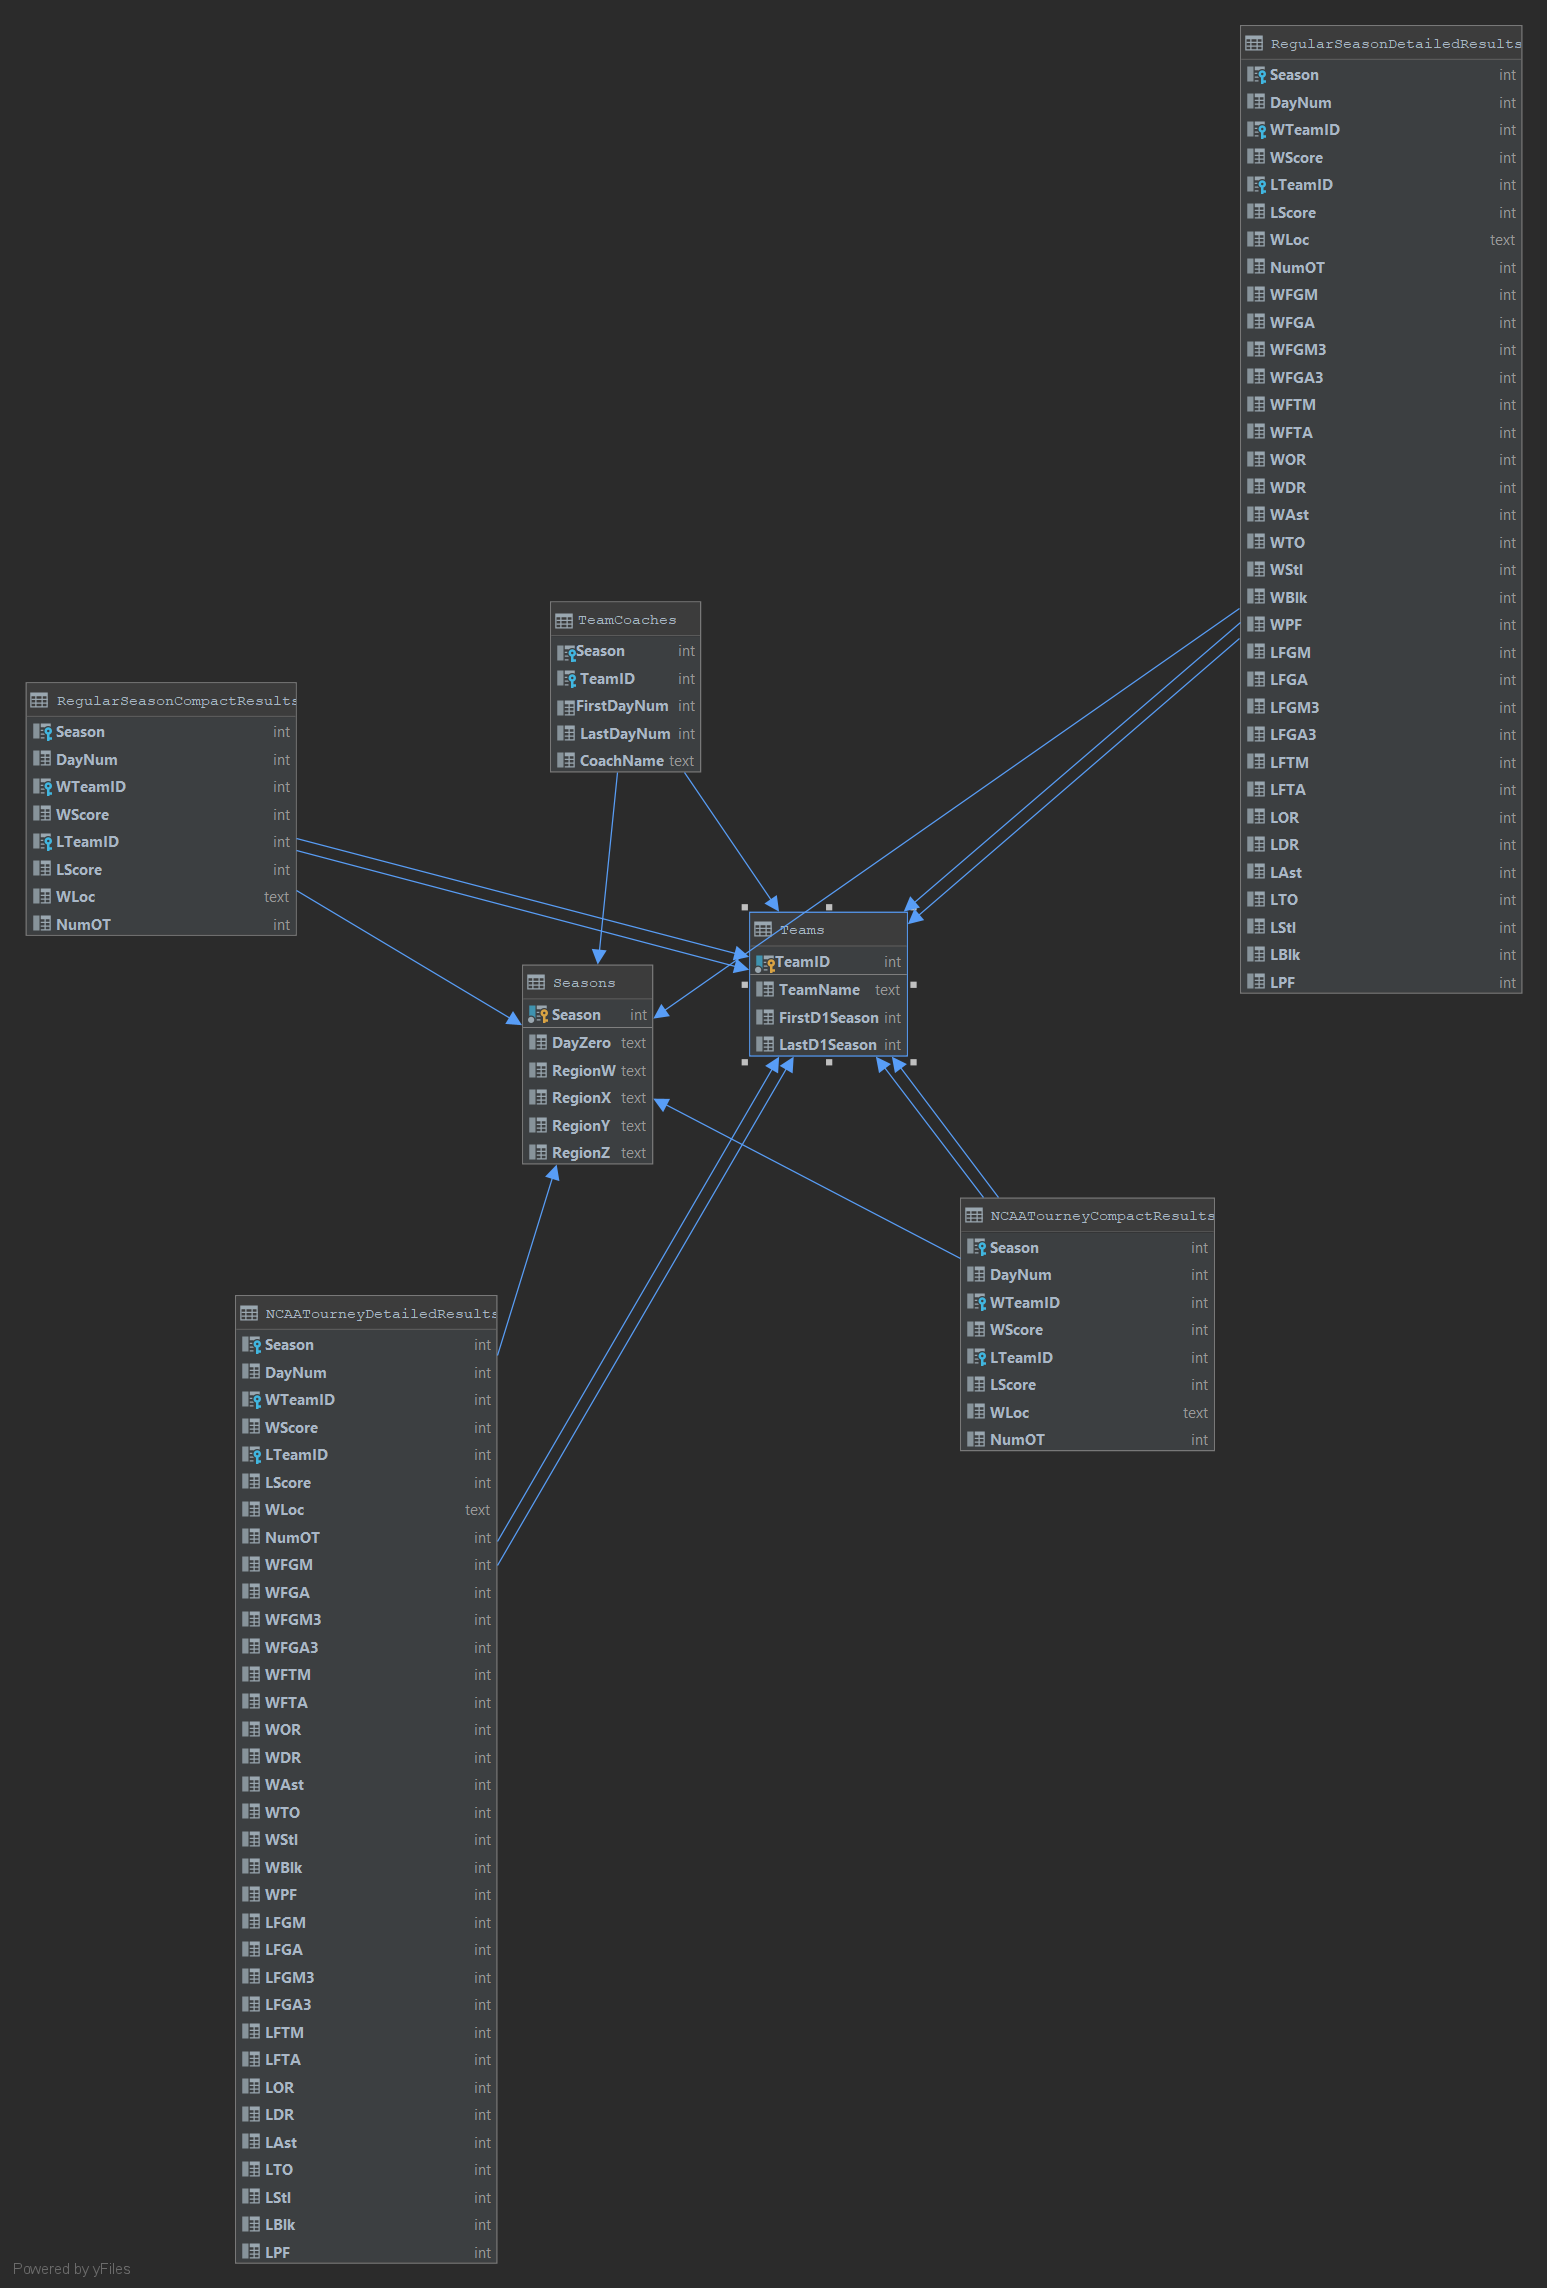 RegularSeasonDetailedResults
Season int
DayNum int
WTeamID int
WScore int
LTeamID int
LScore int
WLoc text
NumOT int
WFGM int
WFGA int
WFGM3 int
WFGA3 int
WFTM int
WFTA int
WOR int
WDR int
WAst int
WTO int
WStl int
WBlk int
WPF int
LFGM int
LFGA int
LFGM3 int
LFGA3 int
LFTM int
LFTA int
LOR int
LDR int
LAst int
LTO int
LStl int
LBlk int
LPF int
TeamCoaches
Season int
TeamID int
FirstDayNum int
LastDayNum int
CoachName text
RegularSeasonCompactResults
Season int
DayNum int
WTeamID int
WScore int
LTeamID int
LScore int
WLoc text
NumOT int
Teams
TeamID int
TeamName text
FirstD1Season int
LastD1Season int
Seasons
Season int
DayZero text
RegionW text
RegionX text
RegionY text
RegionZ text
NCAATourneyCompactResults
Season int
DayNum int
WTeamID int
WScore int
LTeamID int
LScore int
WLoc text
NumOT int
NCAATourneyDetailedResults
Season int
DayNum int
WTeamID int
WScore int
LTeamID int
LScore int
WLoc text
NumOT int
WFGM int
WFGA int
WFGM3 int
WFGA3 int
WFTM int
WFTA int
WOR int
WDR int
WAst int
WTO int
WStl int
WBlk int
WPF int
LFGM int
LFGA int
LFGM3 int
LFGA3 int
LFTM int
LFTA int
LOR int
LDR int
LAst int
LTO int
LStl int
LBlk int
LPF int
Powered by yFiles